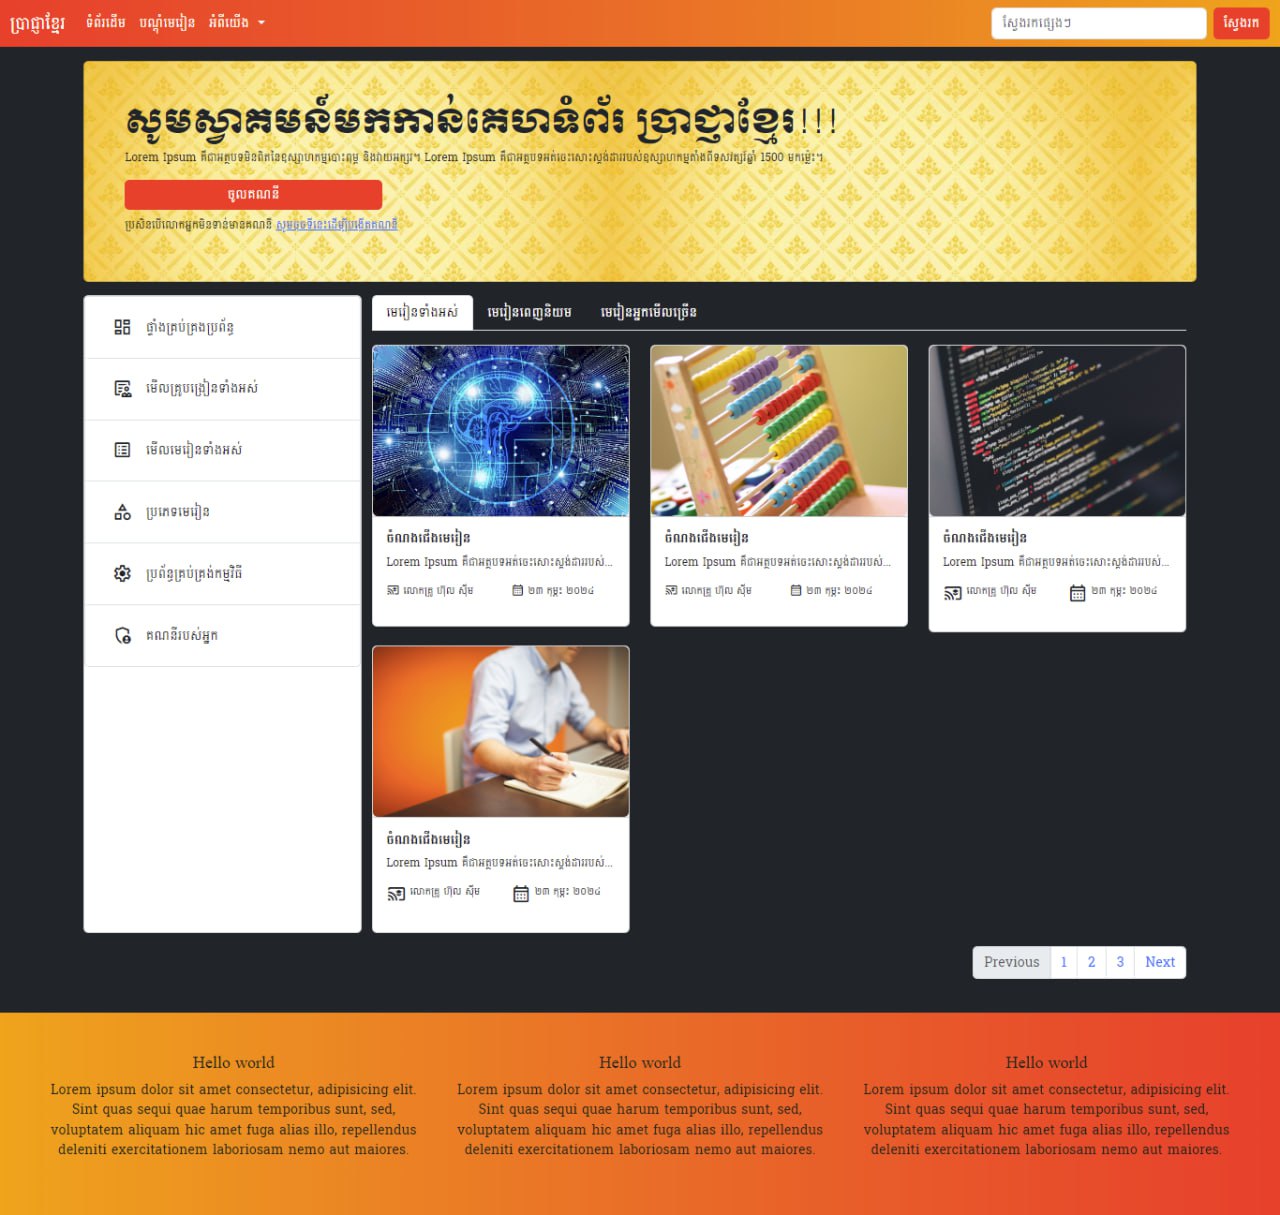 ប្រាជ្ញាខ្មែរ ទំព័រដើម បណ្ដុំមេរៀន អំពីយើង ស្វែងរកផ្សេងៗ ស្វែងរក
សូមស្វាគមន៍មកកាន់គេហទំព័រ ប្រាជ្ញាខ្មែរ!!!
Lorem Ipsum គឺជាអត្ថបទមិនពិតនៃឧស្សាហកម្មបោះពុម្ព និងវាយអក្សរ។ Lorem Ipsum គឺជាអត្ថបទអត់ចេះសោះស្តង់ដាររបស់ឧស្សាហកម្មតាំងពីទសវត្សរ៍ឆ្នាំ 1500 មកម្ល៉េះ។
ចូលគណនី
ប្រសិនបើលោកអ្នកមិនទាន់មានគណនី សូមចុចទីនេះដើម្បីបង្កើតគណនី
ផ្ទាំងគ្រប់គ្រងប្រព័ន្ធ
មើលគ្រូបង្រៀនទាំងអស់
មើលមេរៀនទាំងអស់
ប្រភេទមេរៀន
ប្រព័ន្ធគ្រប់គ្រង់កម្មវិធី
គណនីរបស់អ្នក
មេរៀនទាំងអស់ មេរៀនពេញនិយម មេរៀនអ្នកមើលច្រើន
ចំណងជើងមេរៀន
Lorem Ipsum គឺជាអត្ថបទអត់ចេះសោះស្តង់ដាររបស់...
លោកគ្រូ ហ៊ុល ស៊ីម ២៣ កុម្ភះ ២០២៤
ចំណងជើងមេរៀន
Lorem Ipsum គឺជាអត្ថបទអត់ចេះសោះស្តង់ដាររបស់...
លោកគ្រូ ហ៊ុល ស៊ីម ២៣ កុម្ភះ ២០២៤
ចំណងជើងមេរៀន
Lorem Ipsum គឺជាអត្ថបទអត់ចេះសោះស្តង់ដាររបស់...
លោកគ្រូ ហ៊ុល ស៊ីម ២៣ កុម្ភះ ២០២៤
ចំណងជើងមេរៀន
Lorem Ipsum គឺជាអត្ថបទអត់ចេះសោះស្តង់ដាររបស់...
លោកគ្រូ ហ៊ុល ស៊ីម ២៣ កុម្ភះ ២០២៤
Previous 1 2 3 Next
Hello world
Lorem ipsum dolor sit amet consectetur, adipisicing elit.
Sint quas sequi quae harum temporibus sunt, sed,
voluptatem aliquam hic amet fuga alias illo, repellendus
deleniti exercitationem laboriosam nemo aut maiores.
Hello world
Lorem ipsum dolor sit amet consectetur, adipisicing elit.
Sint quas sequi quae harum temporibus sunt, sed,
voluptatem aliquam hic amet fuga alias illo, repellendus
deleniti exercitationem laboriosam nemo aut maiores.
Hello world
Lorem ipsum dolor sit amet consectetur, adipisicing elit.
Sint quas sequi quae harum temporibus sunt, sed,
voluptatem aliquam hic amet fuga alias illo, repellendus
deleniti exercitationem laboriosam nemo aut maiores.